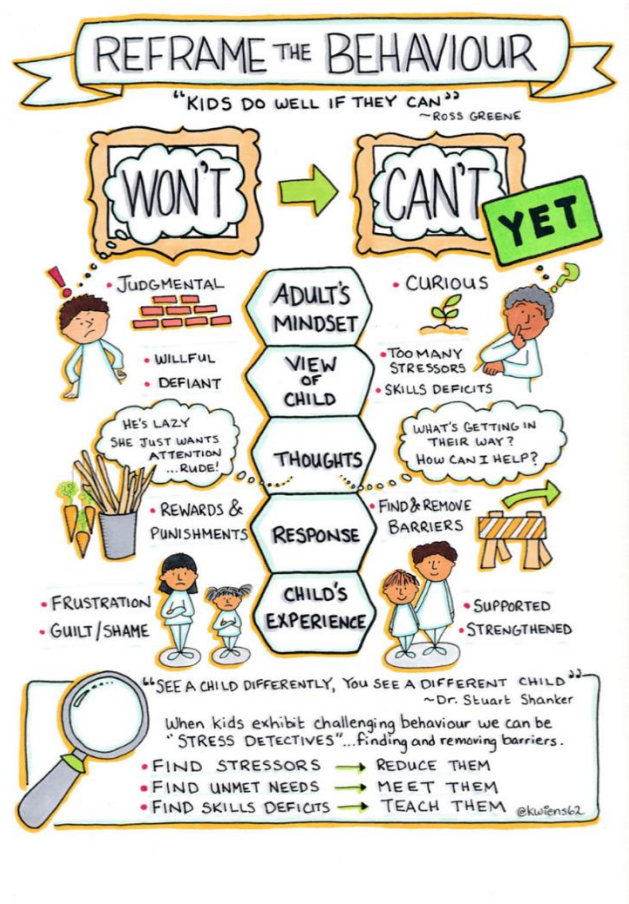 REFRAME THE BEHAVIOUR
"KIDS DO WELL IF THEY CAN"
~ROSS GREENE
WON'T
CAN'T
YET
• JUDGMENTAL
ADULT'S
MINDSET
• CURIOUS
• WILLFUL
• DEFIANT
VIEW
OF
CHILD
• TOO MANY
STRESSORS
• SKILLS DEFICITS
HE'S LAZY
SHE JUST WANTS
ATTENTION
...RUDE!
THOUGHTS
WHAT'S GETTING IN
THEIR WAY?
HOW CAN I HELP?
• REWARDS &
PUNISHMENTS
RESPONSE
• FIND & REMOVE
BARRIERS
• FRUSTRATION
• GUILT/SHAME
CHILD'S
EXPERIENCE
• SUPPORTED
• STRENGTHENED
"SEE A CHILD DIFFERENTLY, YOU SEE A DIFFERENT CHILD"
~Dr. Stuart Shanker
When kids exhibit challenging behaviour we can be
"STRESS DETECTIVES"...finding and removing barriers.
• FIND STRESSORS → REDUCE THEM
• FIND UNMET NEEDS → MEET THEM
• FIND SKILLS DEFICITS → TEACH THEM
@kwiens62